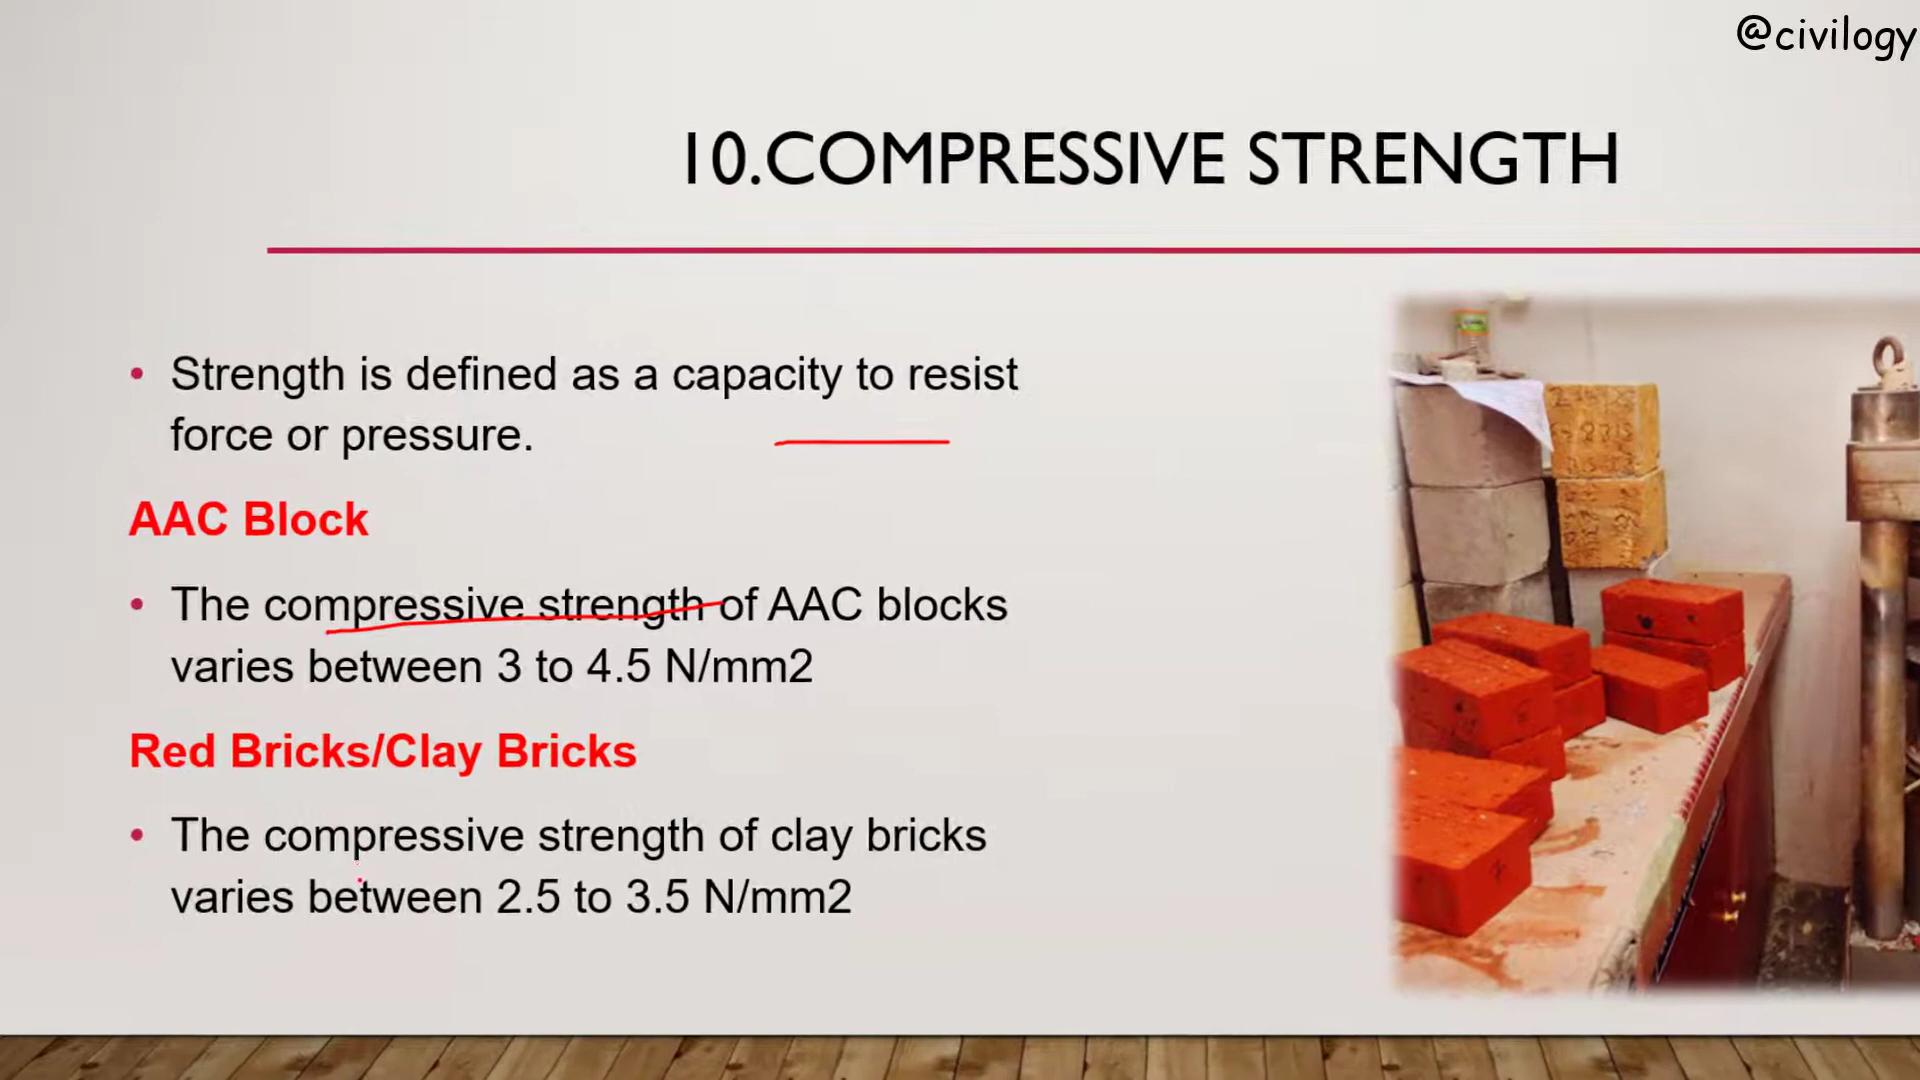 @civilogy
10.COMPRESSIVE STRENGTH
• Strength is defined as a capacity to resist
force or pressure.
AAC Block
• The compressive strength of AAC blocks
varies between 3 to 4.5 N/mm2
Red Bricks/Clay Bricks
• The compressive strength of clay bricks
varies between 2.5 to 3.5 N/mm2